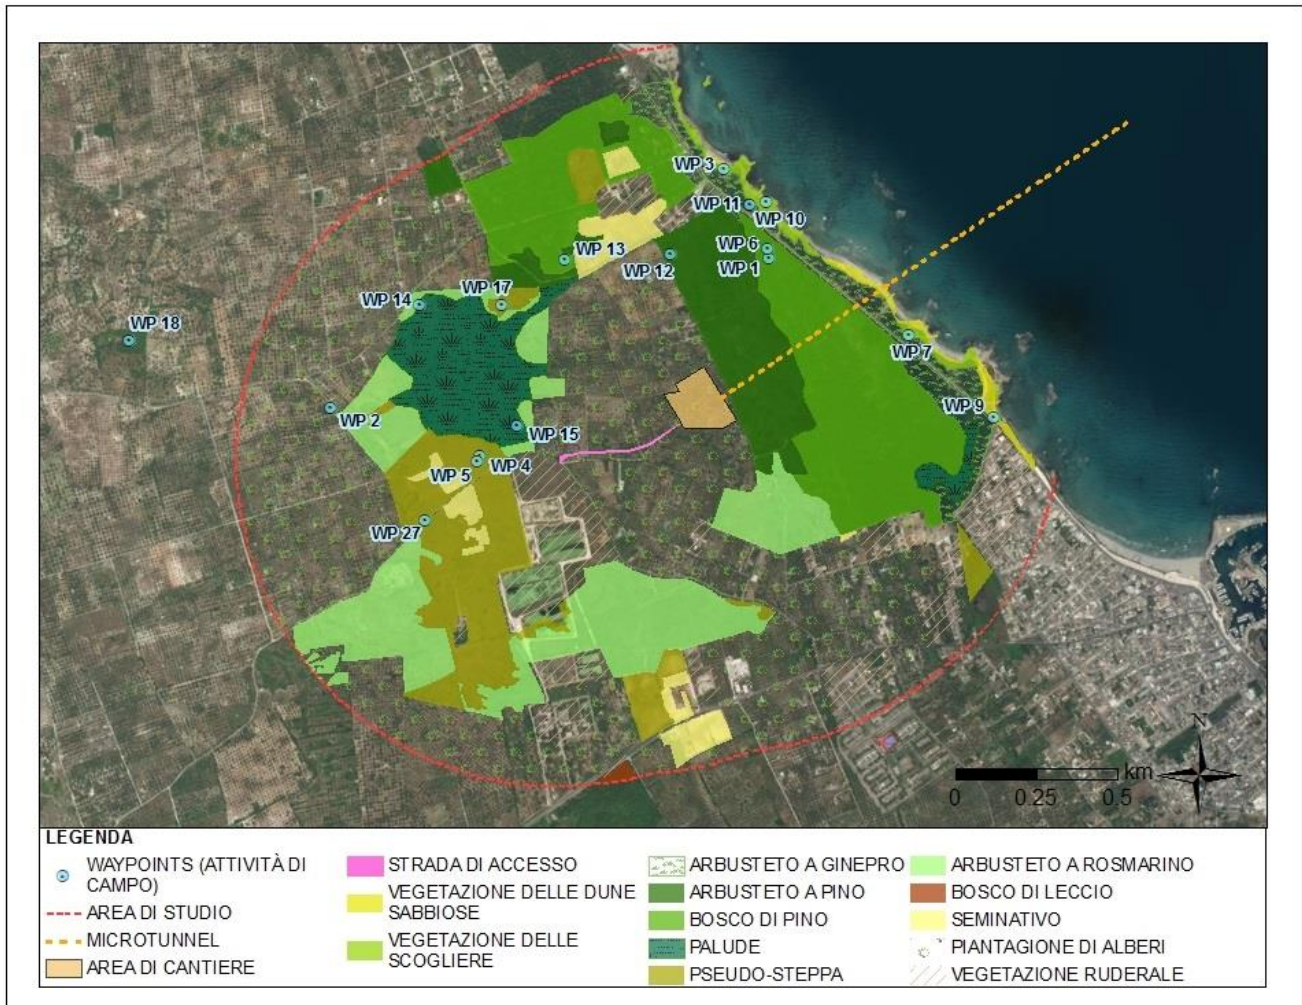 WP 3
WP 11
WP 10
WP 6
WP 1
WP 13
WP 12
WP 17
WP 14
WP 18
WP 7
WP 2
WP 9
WP 15
WP 4
WP 5
WP 27
N
km
0 0.25 0.5
LEGENDA
WAYPOINTS (ATTIVITÀ DI
CAMPO)
AREA DI STUDIO
MICROTUNNEL
AREA DI CANTIERE
STRADA DI ACCESSO
VEGETAZIONE DELLE DUNE
SABBIOSE
VEGETAZIONE DELLE
SCOGLIERE
ARBUSTETO A GINEPRO
ARBUSTETO A PINO
BOSCO DI PINO
PALUDE
PSEUDO-STEPPA
ARBUSTETO A ROSMARINO
BOSCO DI LECCIO
SEMINATIVO
PIANTAGIONE DI ALBERI
VEGETAZIONE RUDERALE